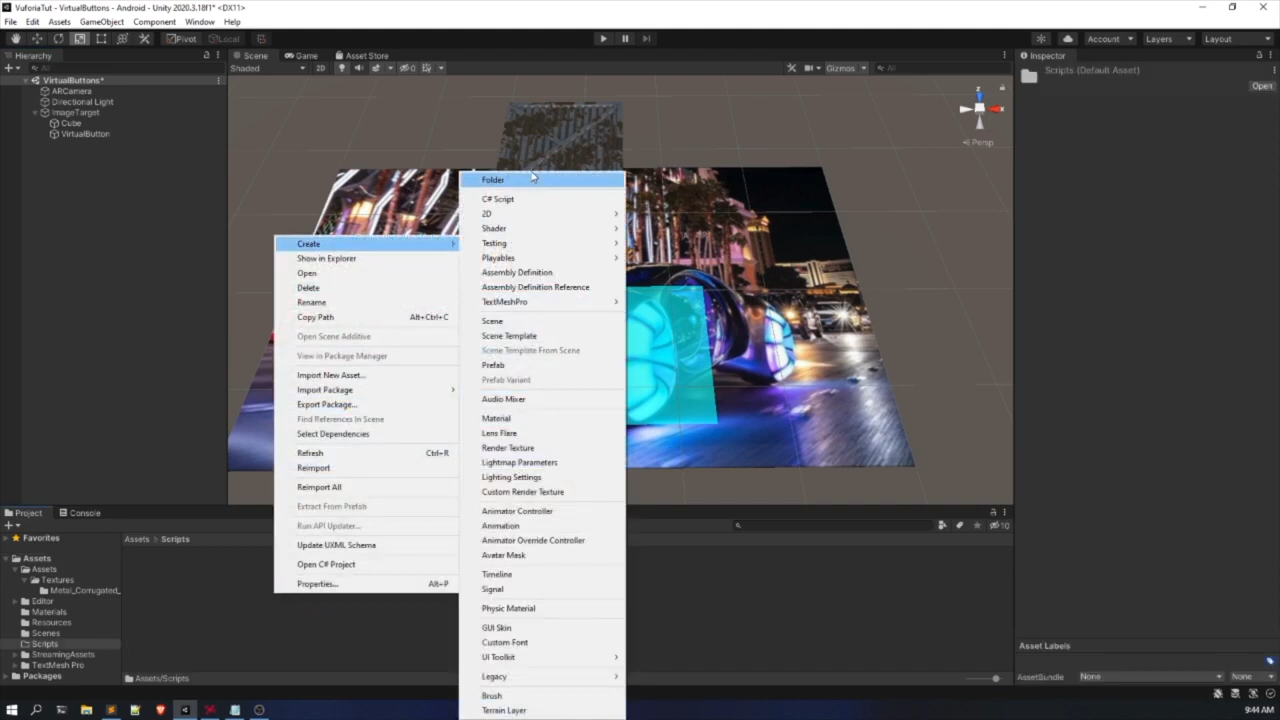 VuforiaTut - VirtualButtons - Android - Unity 2020.3.18f1* <DX11>
File Edit Assets GameObject Component Window Help
Pivot Local Account Layers Layout
Hierarchy Scene Game Asset Store Inspector
All Shaded 2D 0 Gizmos All Scripts (Default Asset)
Open
VirtualButtons*
ARCamera
Directional Light
ImageTarget
Cube
VirtualButton
z
x
Persp
Create
Show in Explorer
Open
Delete
Rename
Copy Path Alt+Ctrl+C
Open Scene Additive
View in Package Manager
Import New Asset...
Import Package
Export Package...
Find References In Scene
Select Dependencies
Refresh Ctrl+R
Reimport
Reimport All
Extract From Prefab
Run API Updater...
Update UXML Schema
Open C# Project
Properties... Alt+P
Folder
C# Script
2D
Shader
Testing
Playables
Assembly Definition
Assembly Definition Reference
TextMeshPro
Scene
Scene Template
Scene Template From Scene
Prefab
Prefab Variant
Audio Mixer
Material
Lens Flare
Render Texture
Lightmap Parameters
Lighting Settings
Custom Render Texture
Animator Controller
Animation
Animator Override Controller
Avatar Mask
Timeline
Signal
Physic Material
GUI Skin
Custom Font
UI Toolkit
Legacy
Brush
Terrain Layer
Project Console
10
Favorites
Assets > Scripts
Assets
Assets
Textures
Metal_Corrugated_
Editor
Materials
Resources
Scenes
Scripts
StreamingAssets
TextMesh Pro
Packages
Assets/Scripts
Asset Labels
AssetBundle None None
9:44 AM